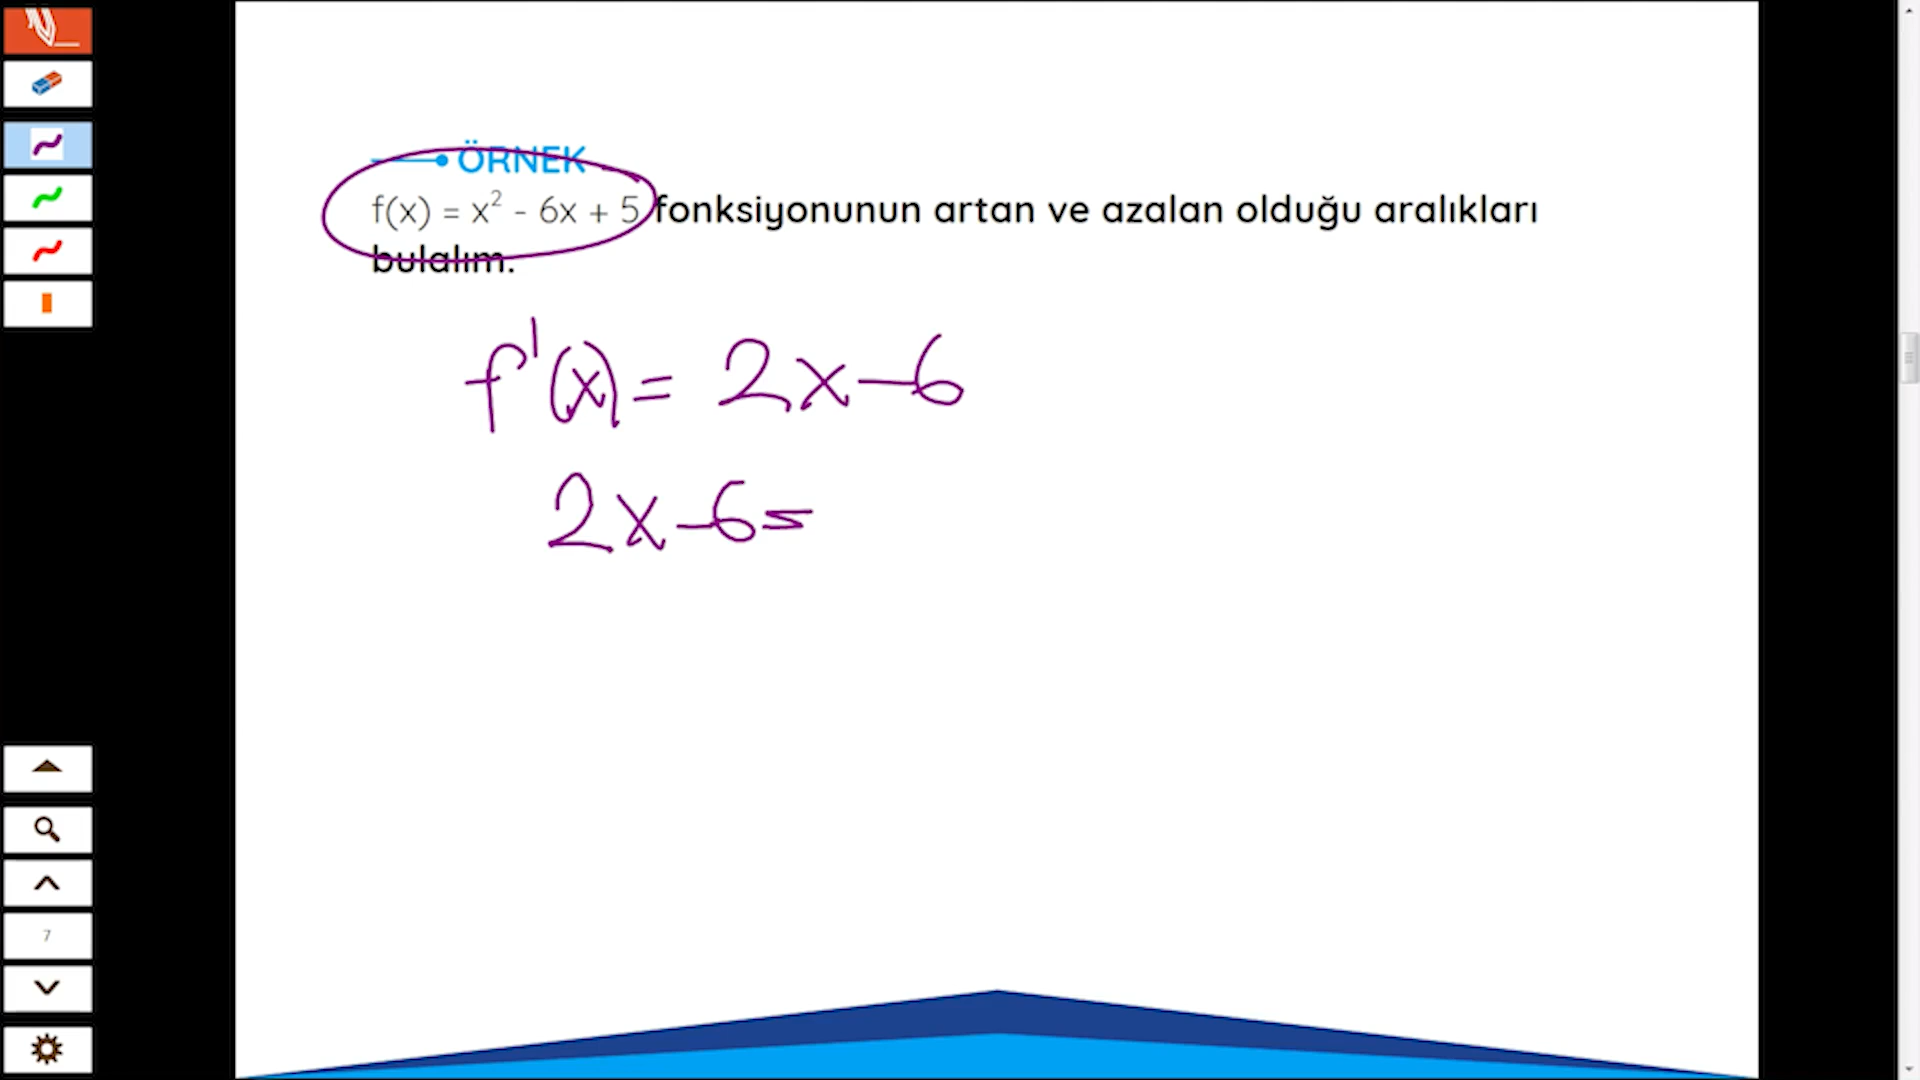 ÖRNEK
f(x) = x² - 6x + 5 fonksiyonunun artan ve azalan olduğu aralıkları
bulalım.
f'(x) = 2x-6
2x-6=
7